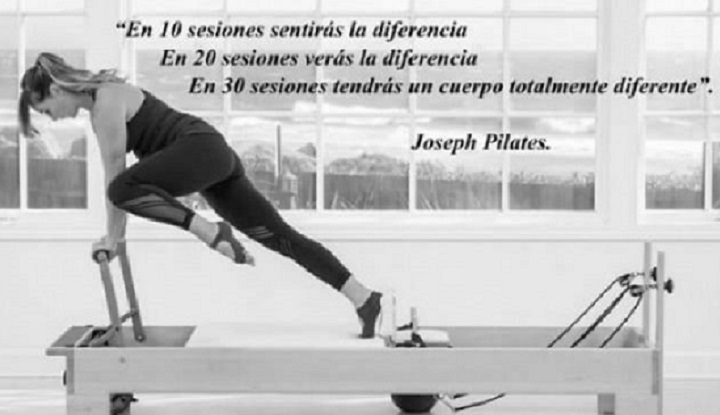 “En 10 sesiones sentirás la diferencia
En 20 sesiones verás la diferencia
En 30 sesiones tendrás un cuerpo totalmente diferente”.
Joseph Pilates.